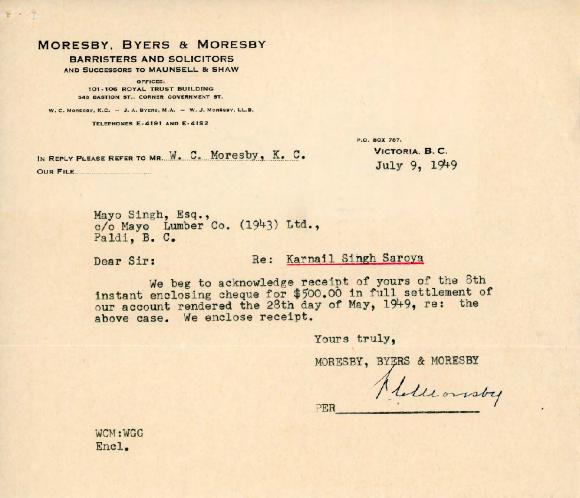 MORESBY, BYERS & MORESBY
BARRISTERS AND SOLICITORS
AND SUCCESSORS TO MAUNSELL & SHAW
OFFICES:
101-106 ROYAL TRUST BUILDING
540 BASTION ST., CORNER GOVERNMENT ST.
W. C. MORESBY, K.C. — J. A. BYERS, M.A. — W. J. MORESBY, LL.B.
TELEPHONES E-4191 AND E-4192
P.O. BOX 767.
VICTORIA, B. C.
IN REPLY PLEASE REFER TO MR. W. C. Moresby, K. C.
July 9, 1949
OUR FILE
Mayo Singh, Esq.,
c/o Mayo Lumber Co. (1943) Ltd.,
Paldi, B. C.
Dear Sir: Re: Karnail Singh Saroya
We beg to acknowledge receipt of yours of the 8th
instant enclosing cheque for $500.00 in full settlement of
our account rendered the 28th day of May, 1949, re: the
above case. We enclose receipt.
Yours truly,
MORESBY, BYERS & MORESBY
PER
WCM:WGG
Encl.